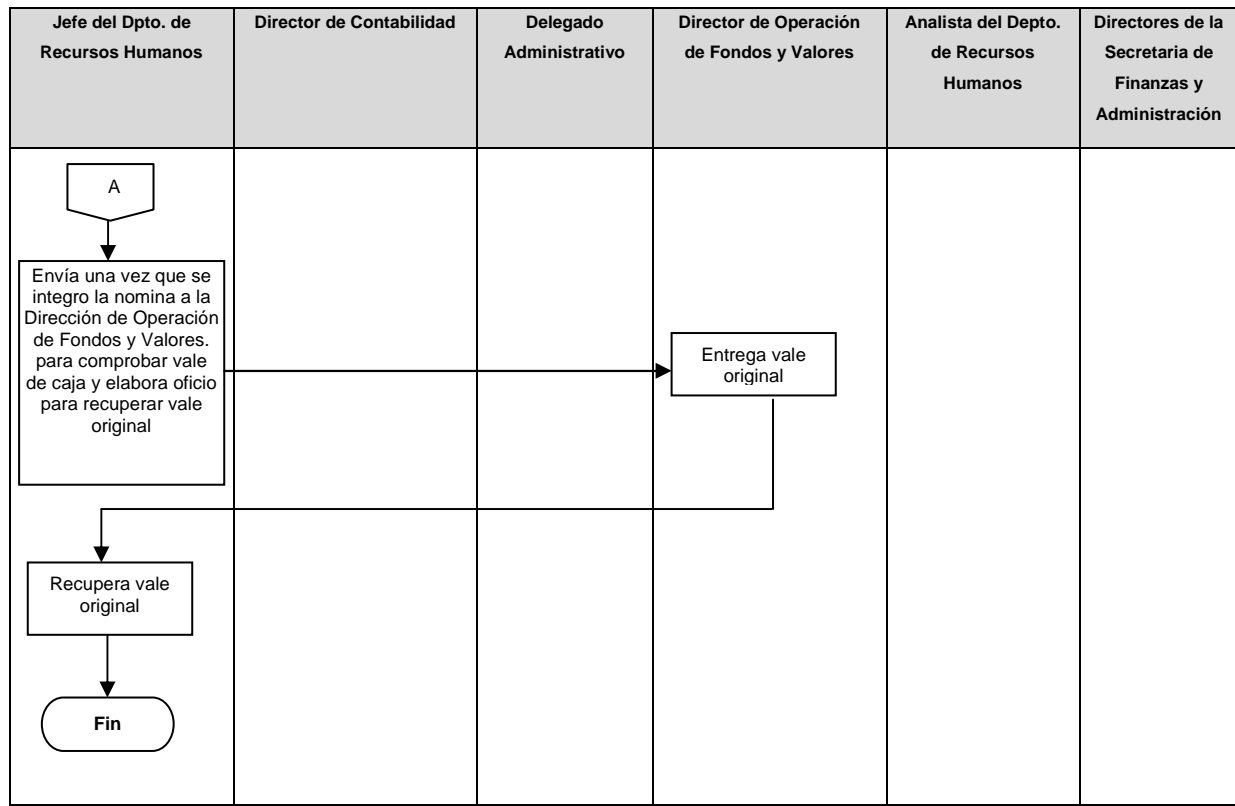 Jefe del Dpto. de
Recursos Humanos
Director de Contabilidad
Delegado
Administrativo
Director de Operación
de Fondos y Valores
Analista del Depto.
de Recursos
Humanos
Directores de la
Secretaria de
Finanzas y
Administración
A
Envía una vez que se
integro la nomina a la
Dirección de Operación
de Fondos y Valores.
para comprobar vale
de caja y elabora oficio
para recuperar vale
original
Entrega vale
original
Recupera vale
original
Fin